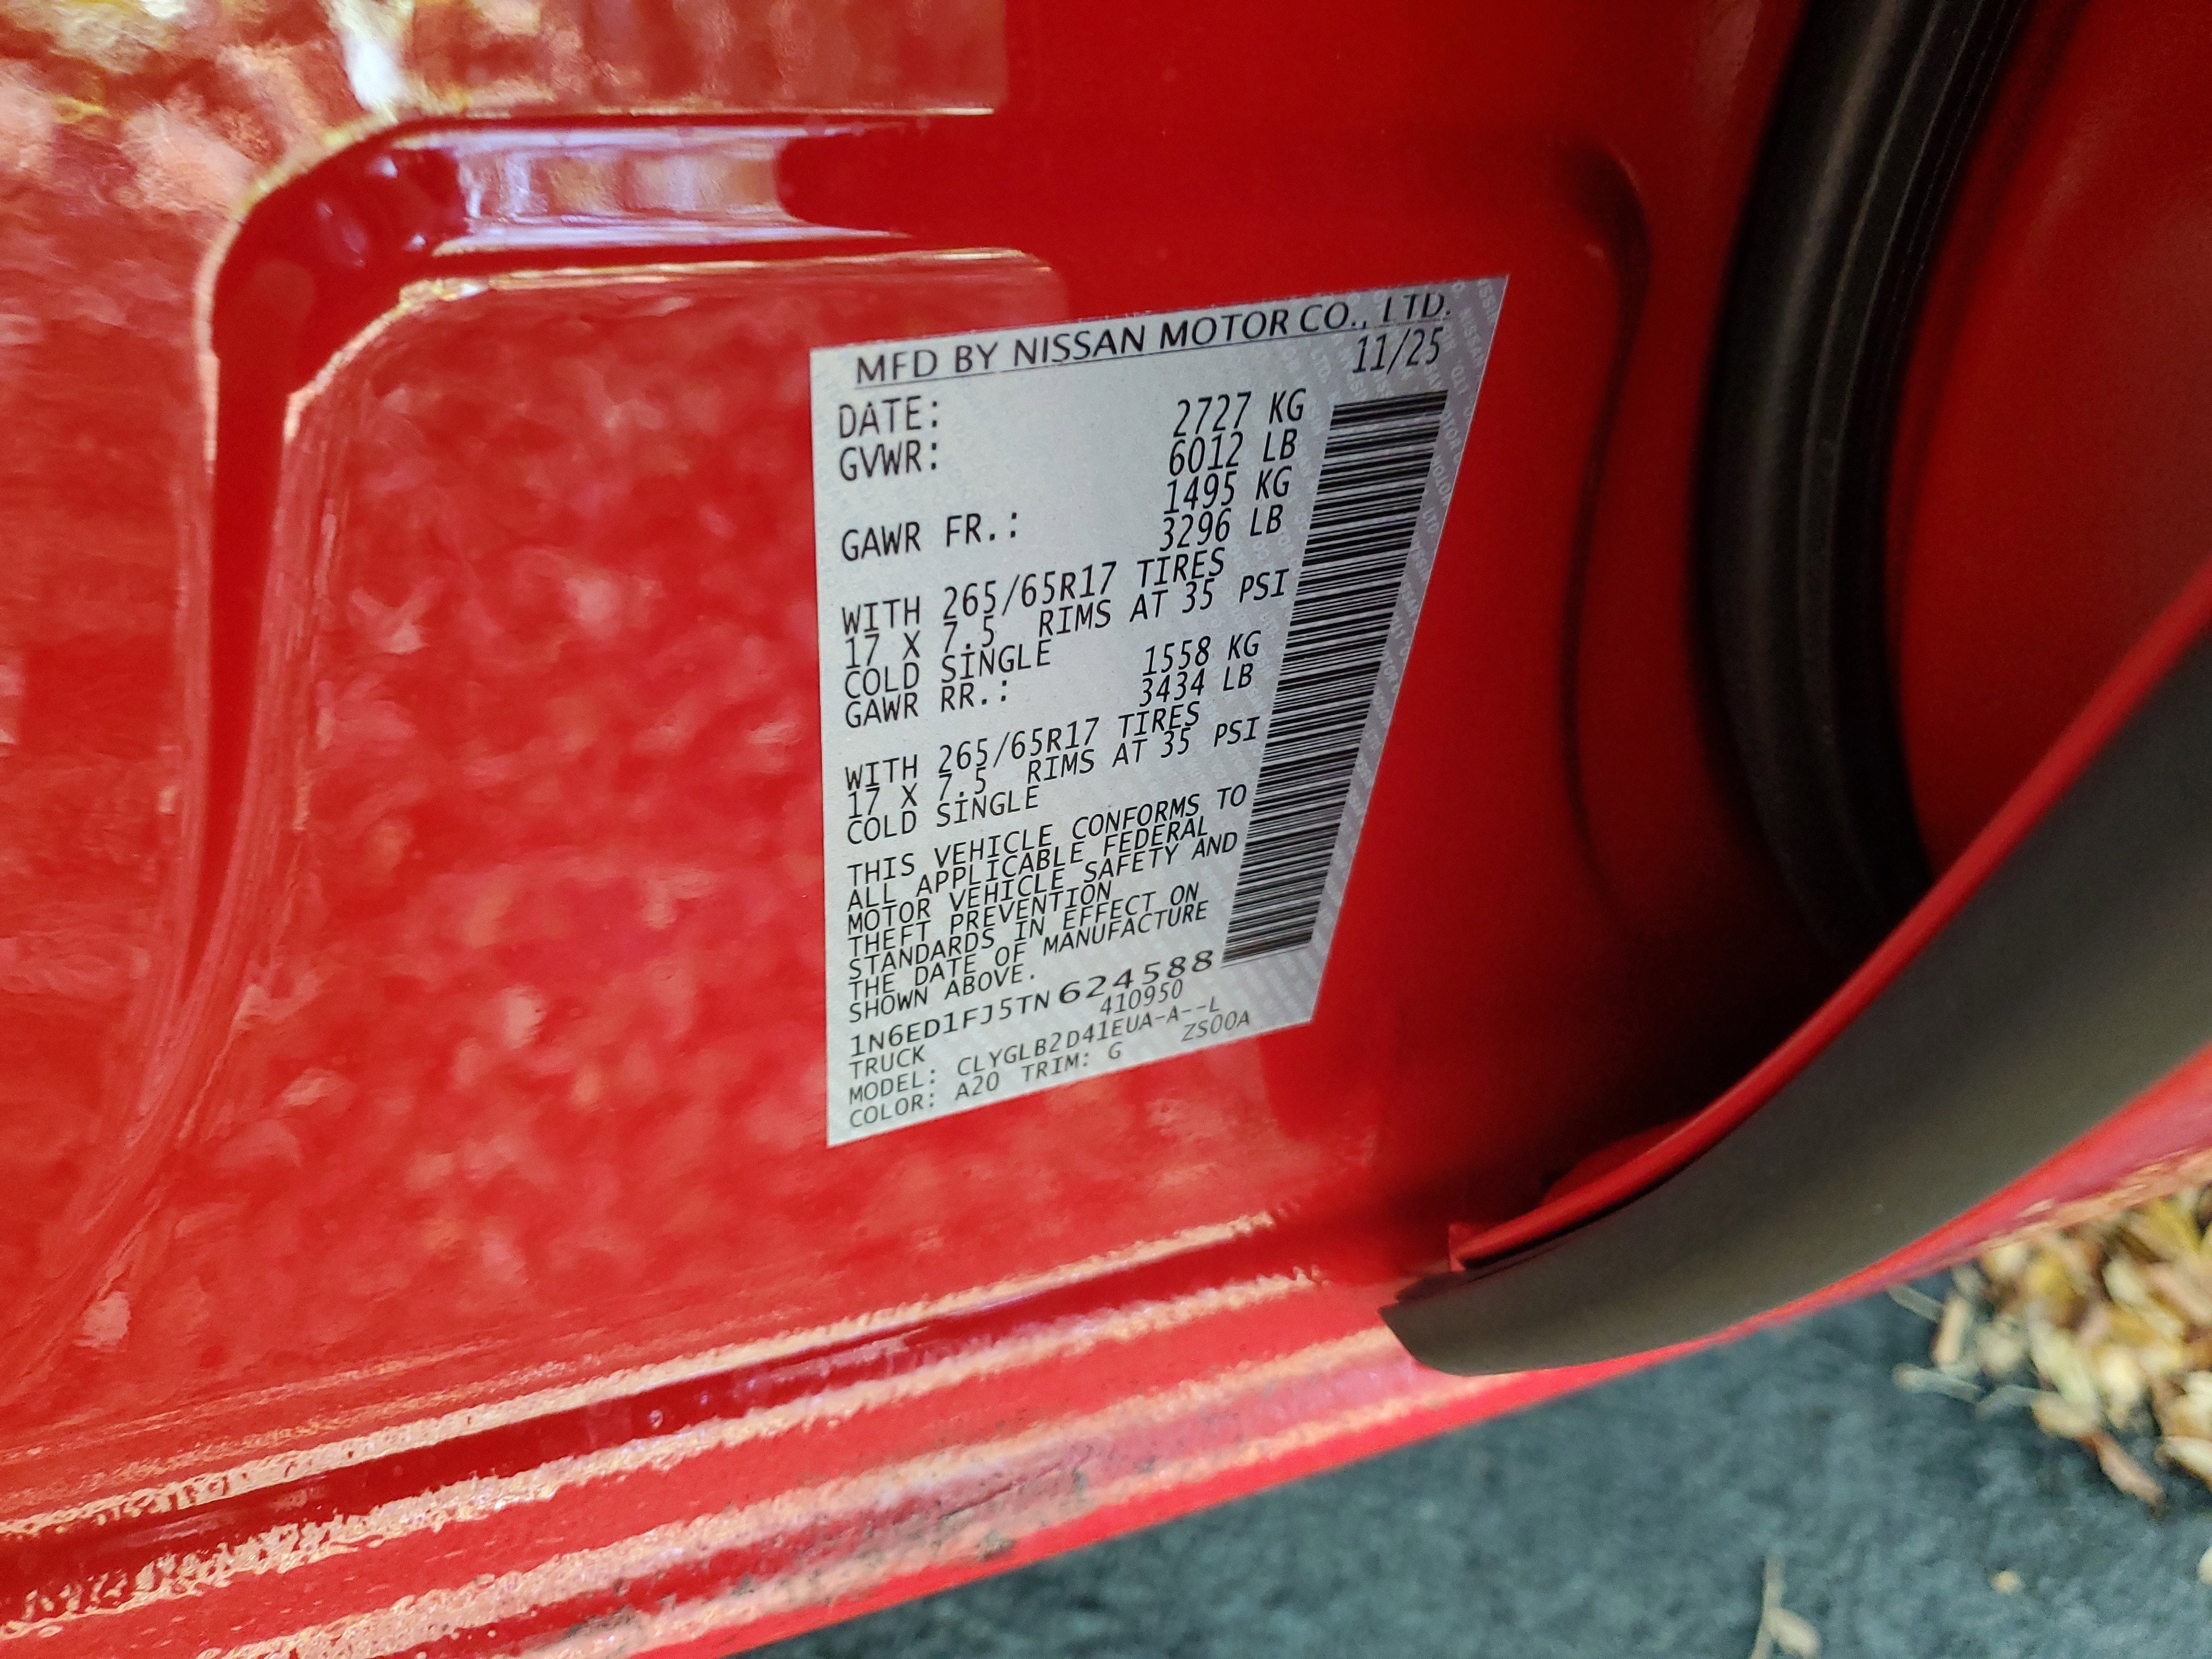 MFD BY NISSAN MOTOR CO., LTD.
DATE: 11/25
GVWR: 2727 KG
6012 LB
GAWR FR.: 1495 KG
3296 LB
WITH 265/65R17 TIRES
17 X 7.5 RIMS AT 35 PSI
COLD SINGLE
GAWR RR.: 1558 KG
3434 LB
WITH 265/65R17 TIRES
17 X 7.5 RIMS AT 35 PSI
COLD SINGLE
THIS VEHICLE CONFORMS TO
ALL APPLICABLE FEDERAL
MOTOR VEHICLE SAFETY AND
THEFT PREVENTION
STANDARDS IN EFFECT ON
THE DATE OF MANUFACTURE
SHOWN ABOVE.
1N6ED1FJ5TN624588
TRUCK 410950
MODEL: CLYGLB2D41EUA-A--L
COLOR: A20 TRIM: G ZS00A